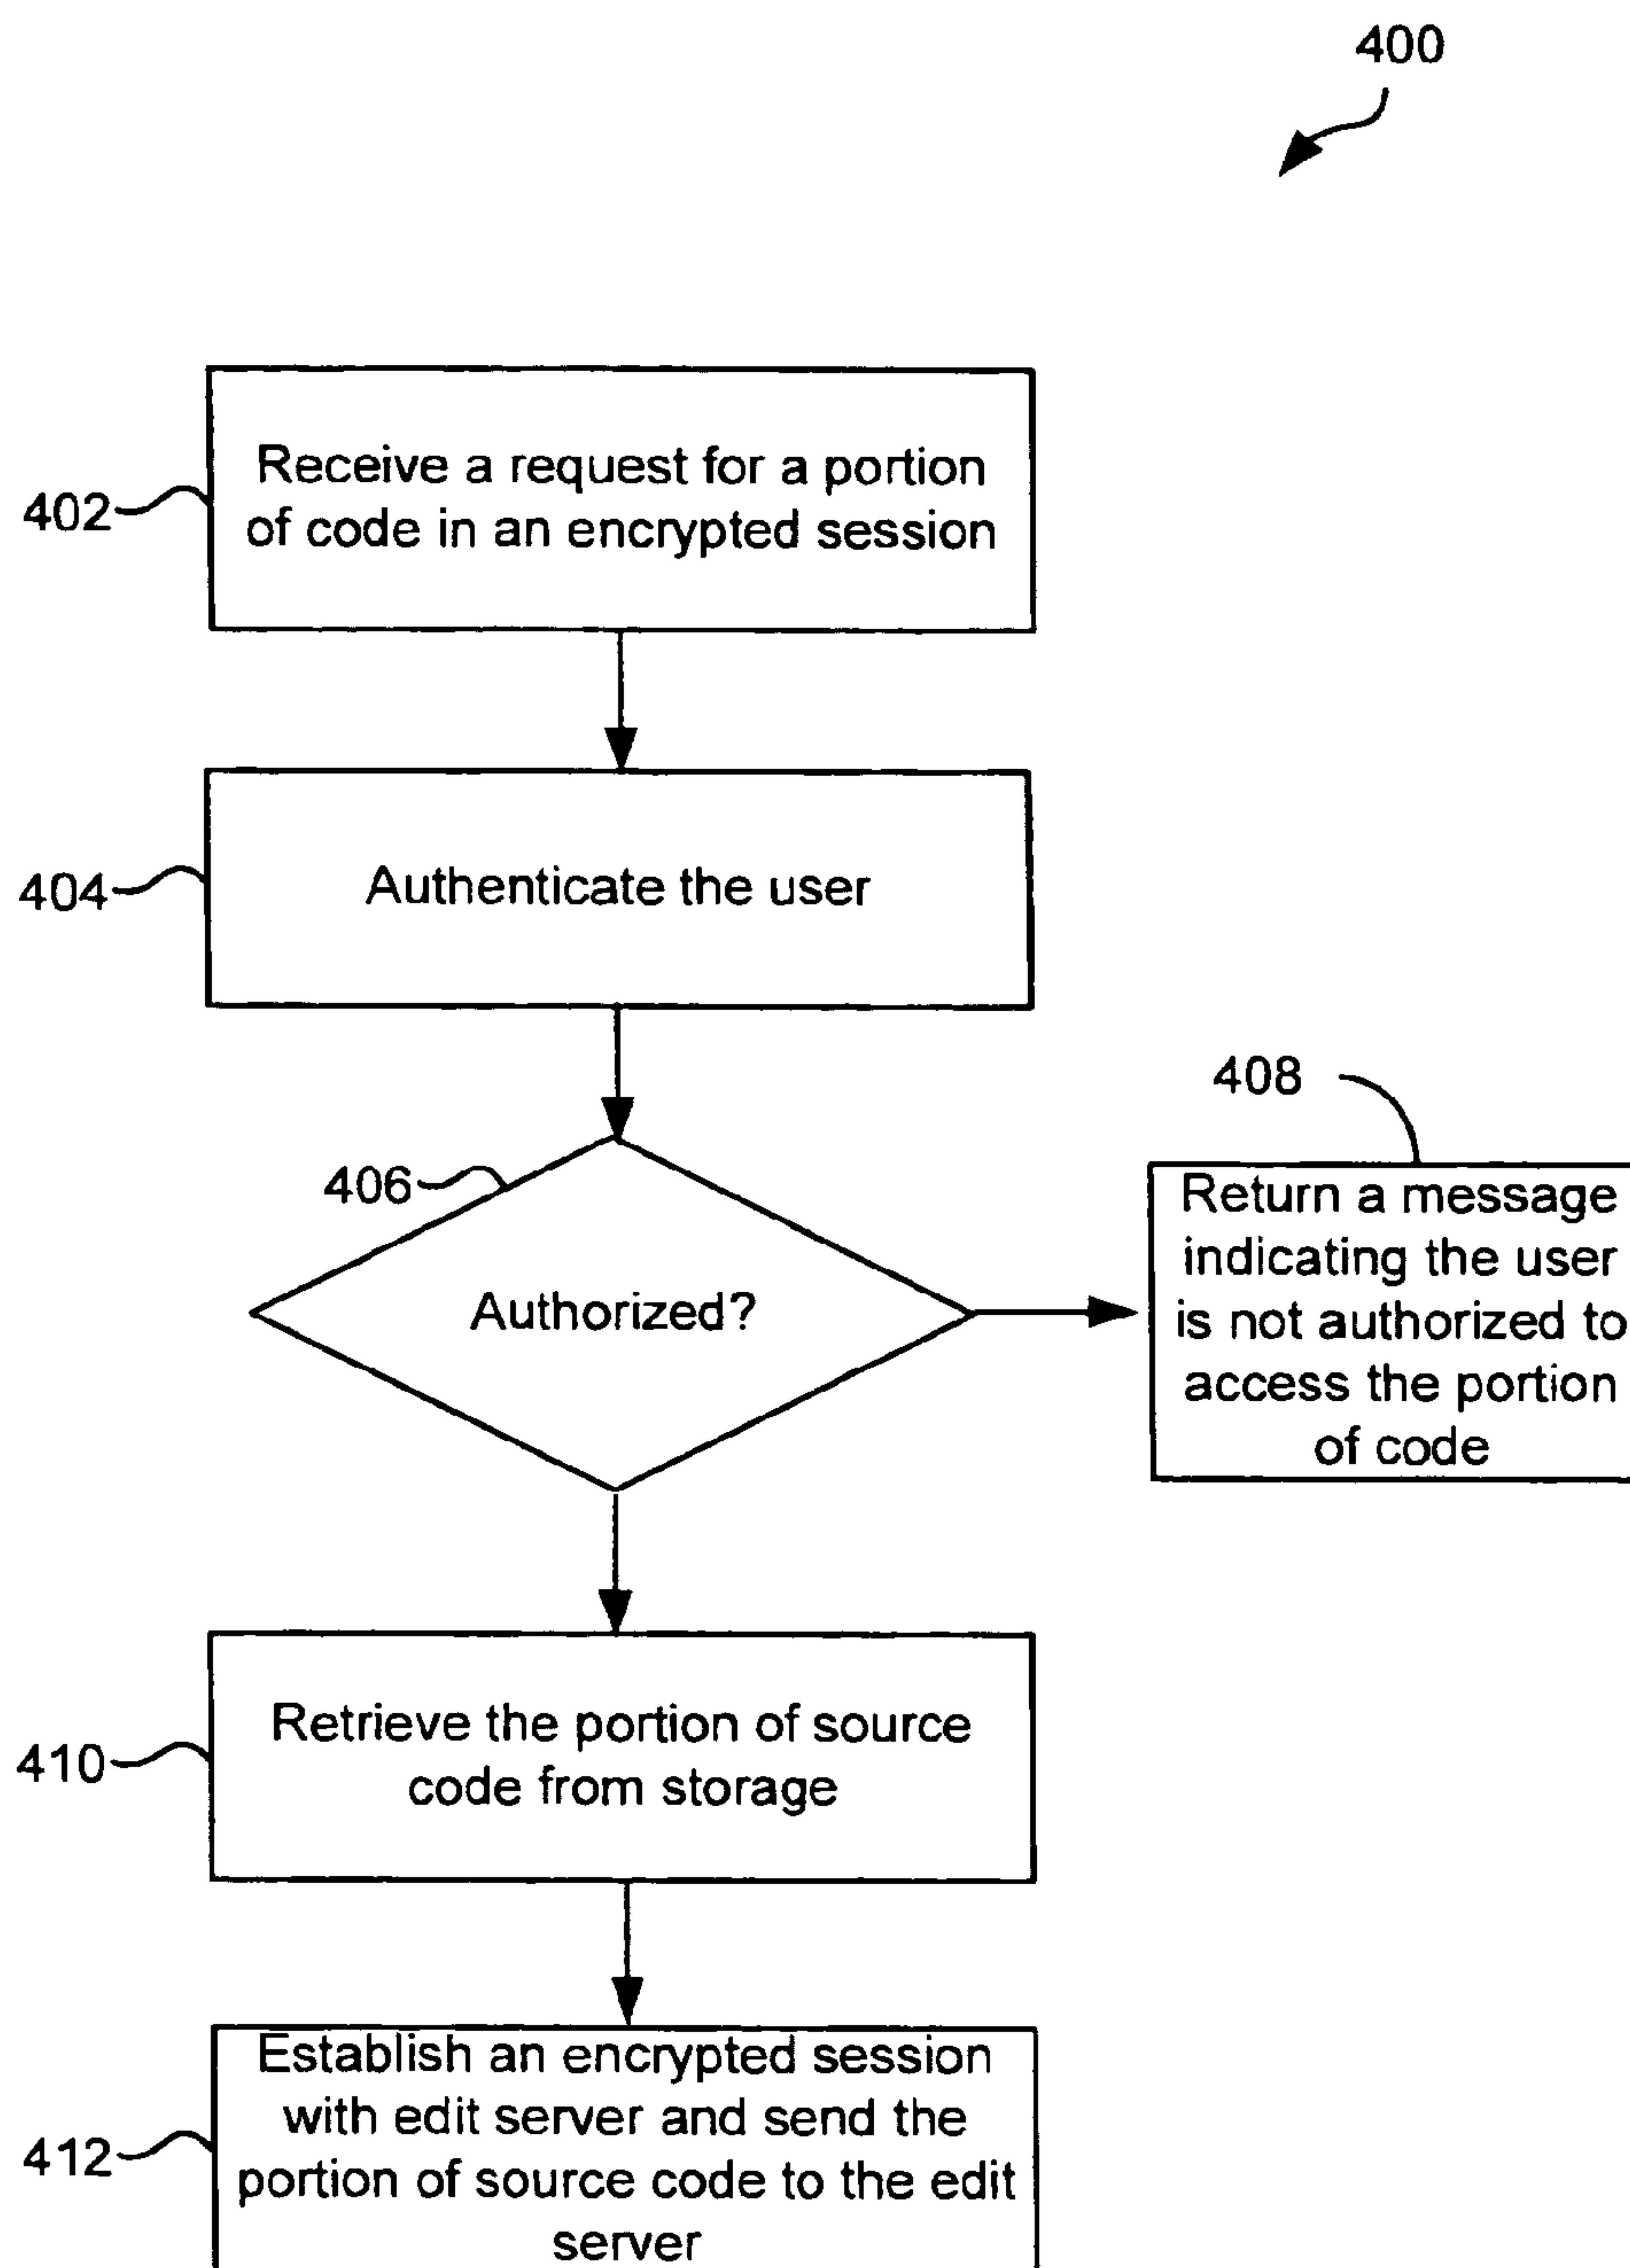 400
Receive a request for a portion
of code in an encrypted session
402
Authenticate the user
404
408
406
Authorized?
Return a message
indicating the user
is not authorized to
access the portion
of code
Retrieve the portion of source
code from storage
410
Establish an encrypted session
with edit server and send the
portion of source code to the edit
server
412